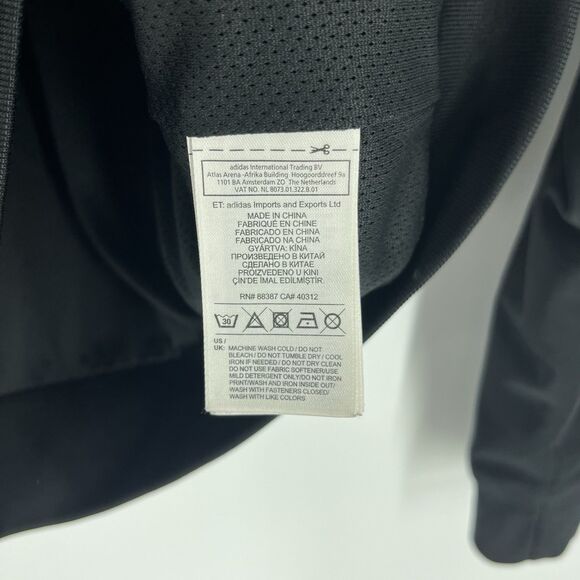 adidas International Trading BV
Atlas Arena -Afrika Building Hoogoorddreef 9a
1101 BA Amsterdam ZO The Netherlands
VAT NO. NL 8073.01.322.B.01
ET: adidas Imports and Exports Ltd
MADE IN CHINA
FABRIQUÉ EN CHINE
FABRICADO EN CHINA
FABRICADO NA CHINA
GYÁRTVA: KÍNA
ПРОИЗВЕДЕНО В КИТАЙ
СДЕЛАНО В КИТАЕ
PROIZVEDENO U KINI
ÇİN'DE İMAL EDİLMİŞTİR.
RN# 88387 CA# 40312
30
US /
UK: MACHINE WASH COLD / DO NOT
BLEACH / DO NOT TUMBLE DRY / COOL
IRON IF NEEDED / DO NOT DRY CLEAN
DO NOT USE FABRIC SOFTENER/USE
MILD DETERGENT ONLY/DO NOT IRON
PRINT/WASH AND IRON INSIDE OUT/
WASH WITH FASTENERS CLOSED/
WASH WITH LIKE COLORS